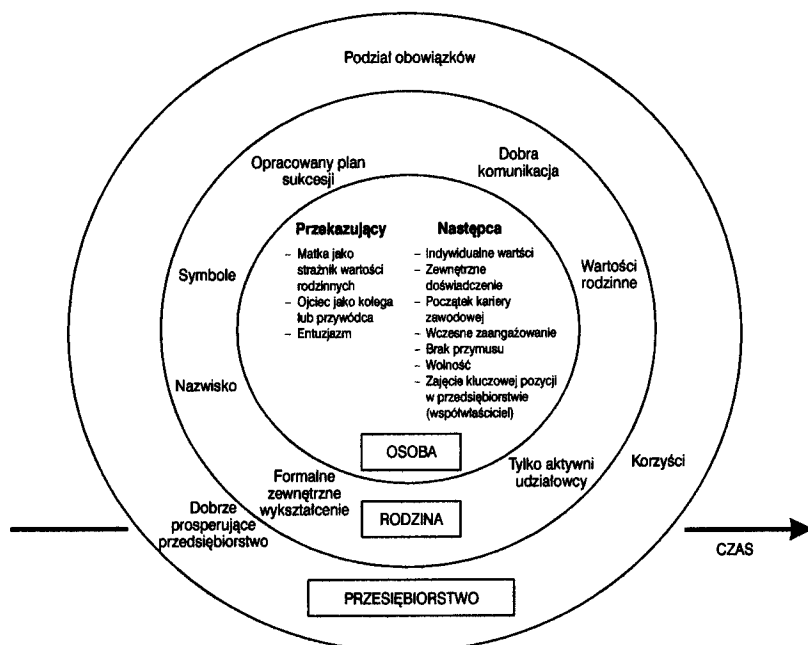 Podział obowiązków
Opracowany plan
sukcesji
Dobra
komunikacja
Przekazujący
– Matka jako
strażnik wartości
rodzinnych
– Ojciec jako kolega
lub przywódca
– Entuzjazm
Następca
– Indywidualne wartści
– Zewnętrzne
doświadczenie
– Początek kariery
zawodowej
– Wczesne zaangażowanie
– Brak przymusu
– Wolność
– Zajęcie kluczowej pozycji
w przedsiębiorstwie
(współwłaściciel)
Symbole
Wartości
rodzinne
Nazwisko
OSOBA
Formalne
zewnętrzne
wykształcenie
Tylko aktywni
udziałowcy
Korzyści
Dobrze
prosperujące
przedsiębiorstwo
RODZINA
CZAS
PRZESIĘBIORSTWO